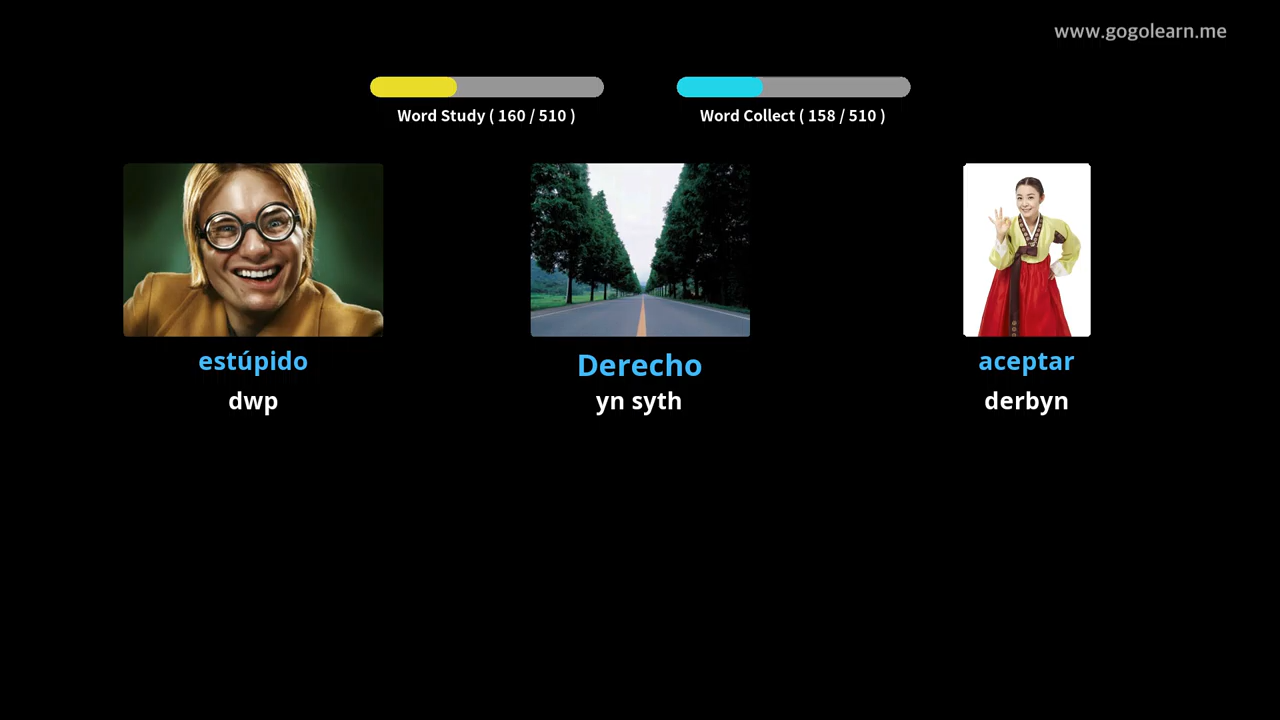 www.gogolearn.me
Word Study ( 160 / 510 )
Word Collect ( 158 / 510 )
estúpido
dwp
Derecho
yn syth
aceptar
derbyn